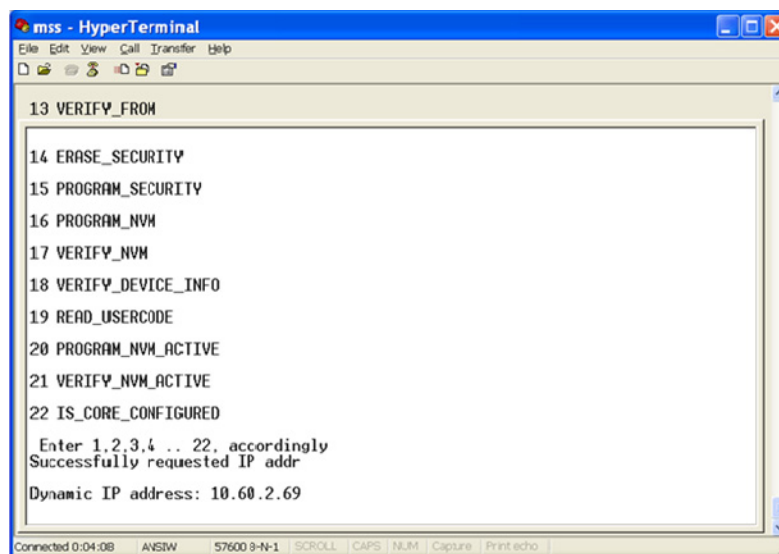 mss - HyperTerminal
File Edit View Call Transfer Help
13 VERIFY_FROM
14 ERASE_SECURITY
15 PROGRAM_SECURITY
16 PROGRAM_NVM
17 VERIFY_NVM
18 VERIFY_DEVICE_INFO
19 READ_USERCODE
20 PROGRAM_NVM_ACTIVE
21 VERIFY_NVM_ACTIVE
22 IS_CORE_CONFIGURED
Enter 1,2,3,4 .. 22, accordingly
Successfully requested IP addr
Dynamic IP address: 10.60.2.69
Connected 0:04:08 ANSIW 57600 8-N-1 SCROLL CAPS NUM Capture Print echo